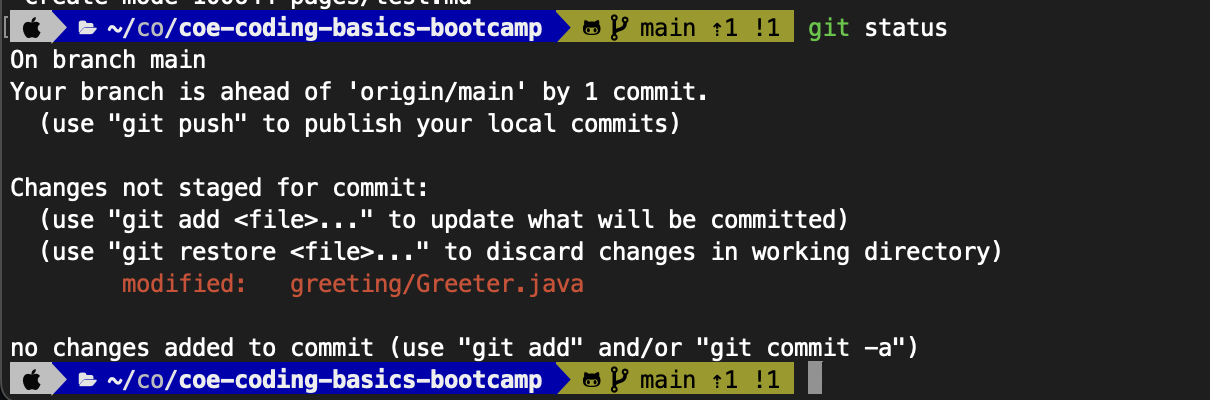 create mode 100644 pages/test.md
~/co/coe-coding-basics-bootcamp main ⇡1 !1 git status
On branch main
Your branch is ahead of 'origin/main' by 1 commit.
  (use "git push" to publish your local commits)
Changes not staged for commit:
  (use "git add <file>..." to update what will be committed)
  (use "git restore <file>..." to discard changes in working directory)
        modified:   greeting/Greeter.java
no changes added to commit (use "git add" and/or "git commit -a")
~/co/coe-coding-basics-bootcamp main ⇡1 !1